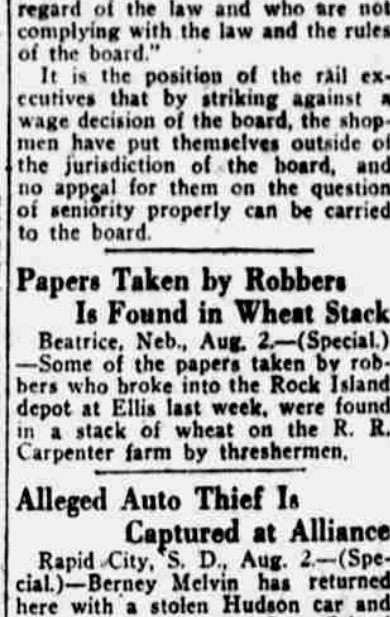 regard of the law and who are not
complying with the law and the rules
of the board."
It is the position of the rail ex-
ecutives that by striking against a
wage decision of the board, the shop-
men have put themselves outside of
the jurisdiction of the board, and
no appeal for them on the question
of seniority properly can be carried
to the board.
Papers Taken by Robbers
Is Found in Wheat Stack
Beatrice, Neb., Aug. 2.—(Special.)
—Some of the papers taken by rob-
bers who broke into the Rock Island
depot at Ellis last week, were found
in a stack of wheat on the R. R.
Carpenter farm by threshermen.
Alleged Auto Thief Is
Captured at Alliance
Rapid City, S. D., Aug. 2.—(Spe-
cial.)—Berney Melvin has returned
here with a stolen Hudson car and